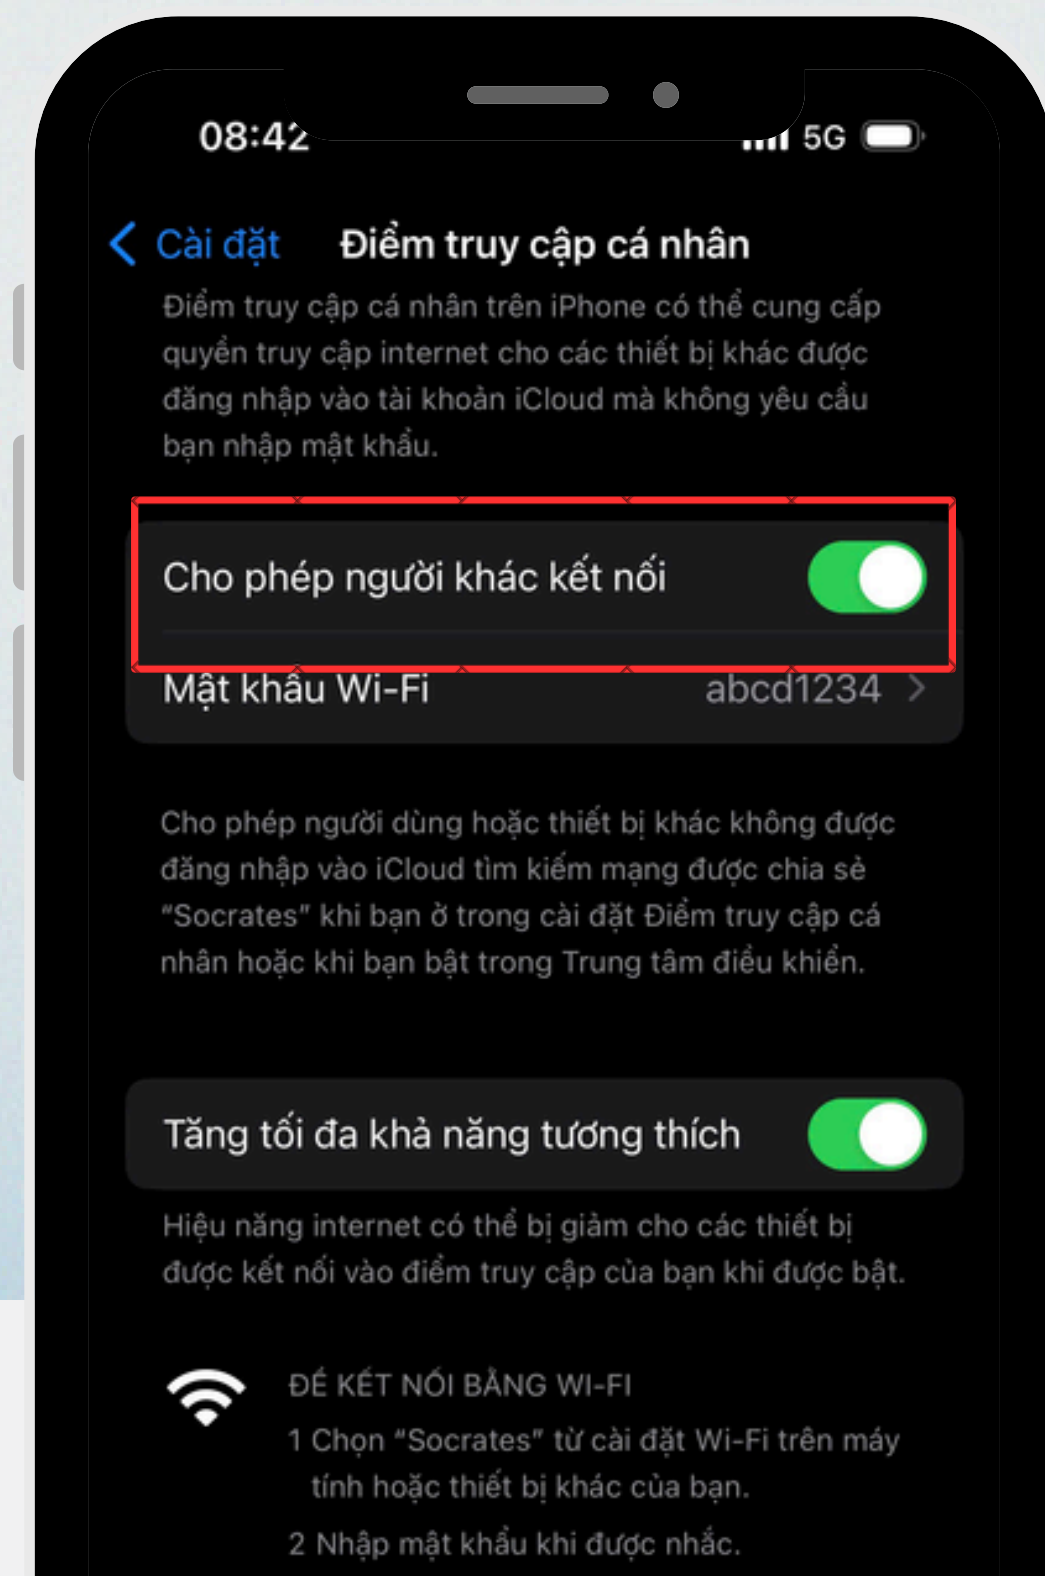 08:42 5G
Cài đặt Điểm truy cập cá nhân
Điểm truy cập cá nhân trên iPhone có thể cung cấp
quyền truy cập internet cho các thiết bị khác được
đăng nhập vào tài khoản iCloud mà không yêu cầu
bạn nhập mật khẩu.
Cho phép người khác kết nối
Mật khẩu Wi-Fi abcd1234
Cho phép người dùng hoặc thiết bị khác không được
đăng nhập vào iCloud tìm kiếm mạng được chia sẻ
“Socrates” khi bạn ở trong cài đặt Điểm truy cập cá
nhân hoặc khi bạn bật trong Trung tâm điều khiển.
Tăng tối đa khả năng tương thích
Hiệu năng internet có thể bị giảm cho các thiết bị
được kết nối vào điểm truy cập của bạn khi được bật.
ĐỂ KẾT NỐI BẰNG WI-FI
1 Chọn “Socrates” từ cài đặt Wi-Fi trên máy
tính hoặc thiết bị khác của bạn.
2 Nhập mật khẩu khi được nhắc.